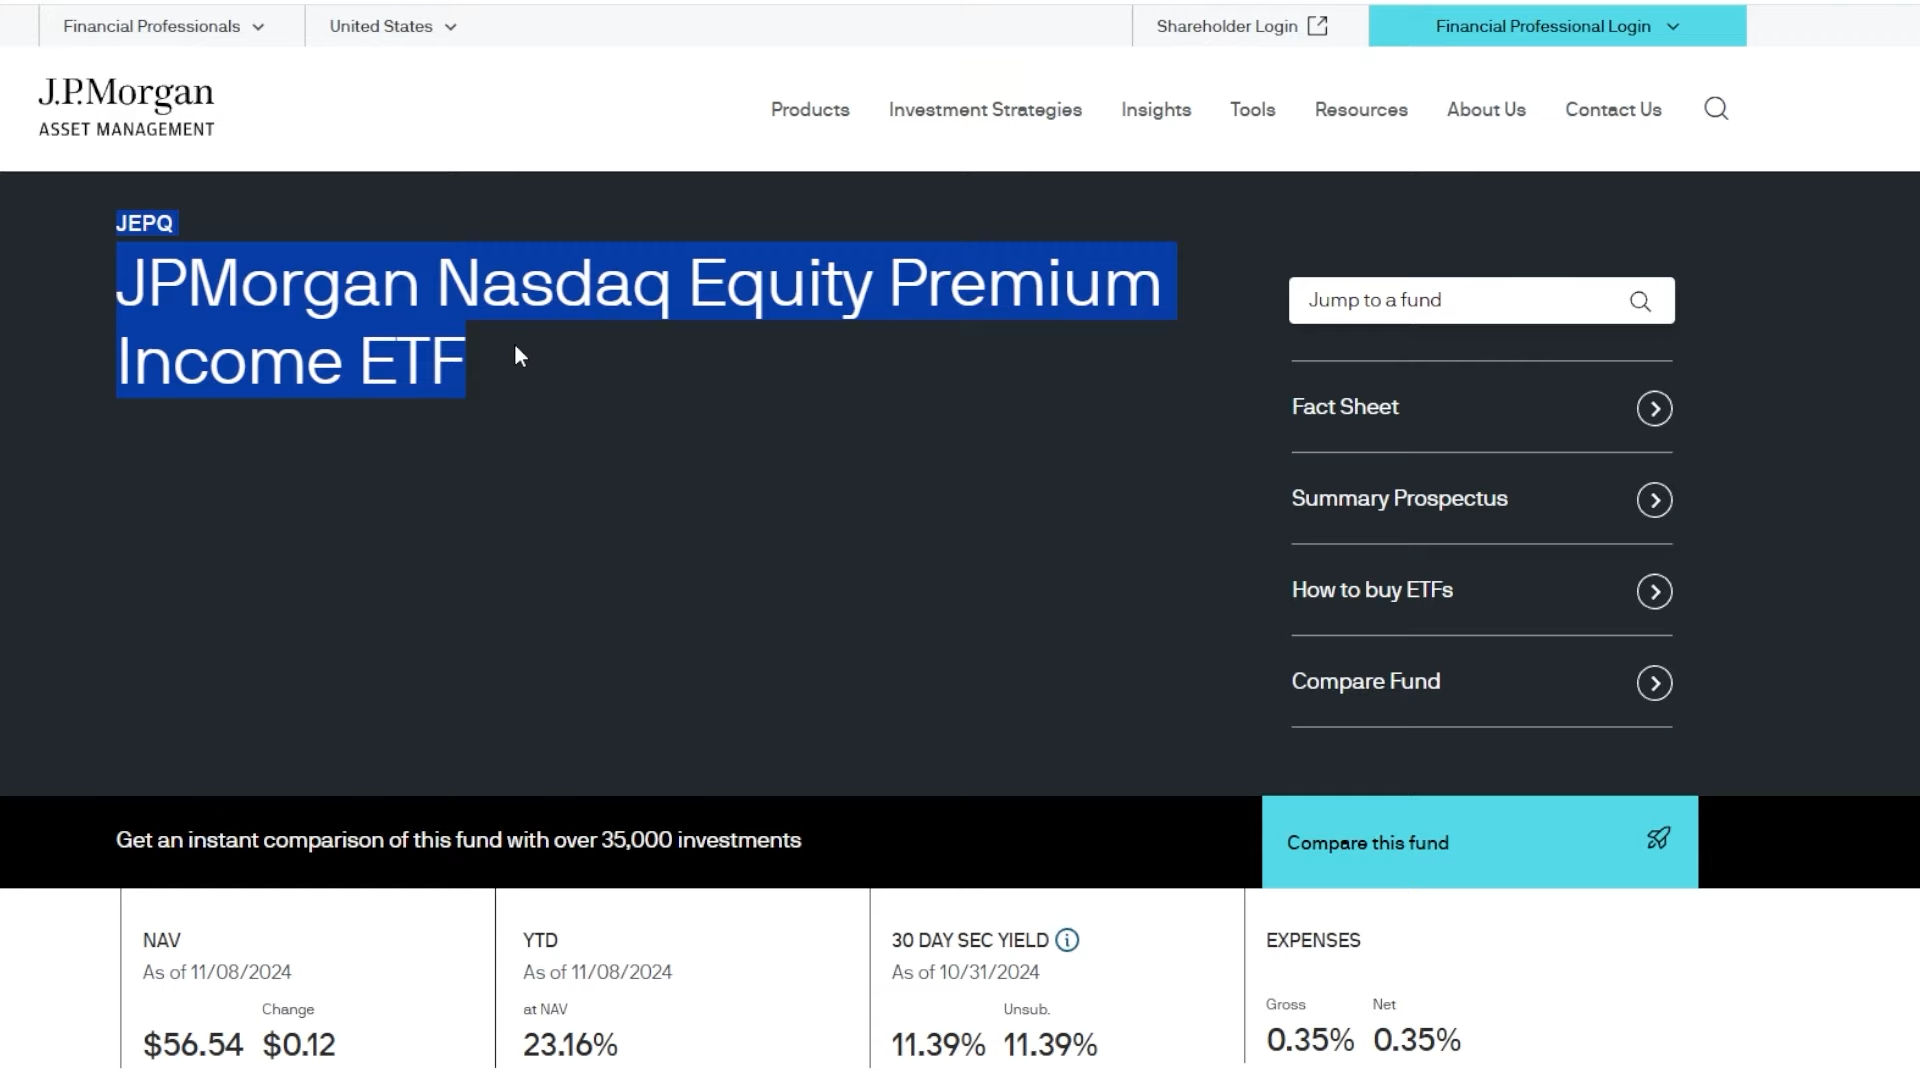 Financial Professionals
United States
Shareholder Login
Financial Professional Login
J.P.Morgan
ASSET MANAGEMENT
Products
Investment Strategies
Insights
Tools
Resources
About Us
Contact Us
JEPQ
JPMorgan Nasdaq Equity Premium
Income ETF
Jump to a fund
Fact Sheet
Summary Prospectus
How to buy ETFs
Compare Fund
Get an instant comparison of this fund with over 35,000 investments
Compare this fund
NAV
As of 11/08/2024
Change
$56.54 $0.12
YTD
As of 11/08/2024
at NAV
23.16%
30 DAY SEC YIELD
As of 10/31/2024
Unsub.
11.39% 11.39%
EXPENSES
Gross Net
0.35% 0.35%